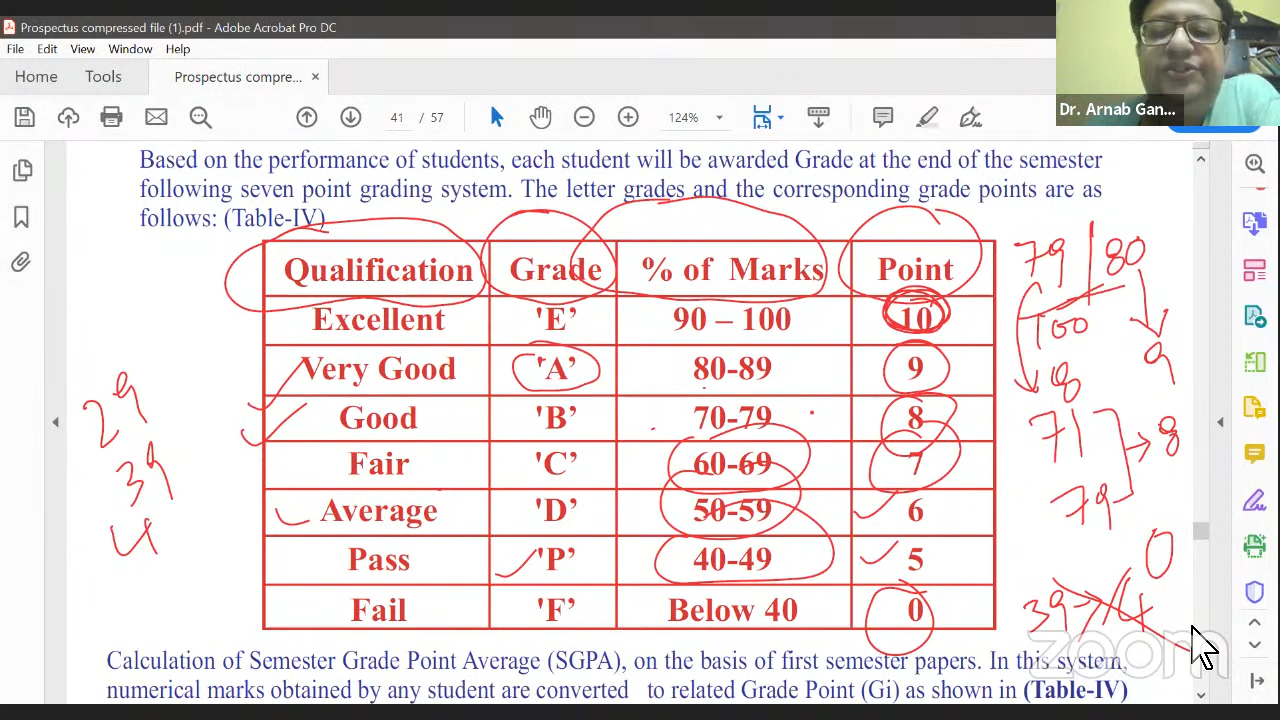 Prospectus compressed file (1).pdf - Adobe Acrobat Pro DC
File Edit View Window Help
Home Tools Prospectus compre... ×
41 / 57 124%
Dr. Arnab Gan...
Based on the performance of students, each student will be awarded Grade at the end of the semester
following seven point grading system. The letter grades and the corresponding grade points are as
follows: (Table-IV)
Qualification Grade % of Marks Point
Excellent 'E’ 90 – 100 10
Very Good 'A’ 80-89 9
Good 'B’ 70-79 8
Fair 'C’ 60-69 7
Average 'D’ 50-59 6
Pass 'P’ 40-49 5
Fail 'F’ Below 40 0
79 | 80
100
9
8
71
8
79
0
39 → 4
29
39
4
Calculation of Semester Grade Point Average (SGPA), on the basis of first semester papers. In this system,
numerical marks obtained by any student are converted to related Grade Point (Gi) as shown in (Table-IV)
zoom